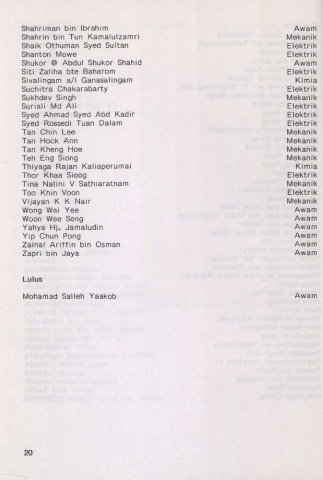 Shahriman bin Ibrahim Awam
Shahrin bin Tun Kamalulzamri Mekanik
Shaik Othuman Syed Sultan Elektrik
Shanton Mowe Elektrik
Shukor @ Abdul Shukor Shahid Awam
Siti Zaliha bte Baharom Elektrik
Sivalingam a/l Ganasalingam Kimia
Suchitra Chakarabarty Elektrik
Sukhdev Singh Mekanik
Suriali Md Ali Elektrik
Syed Ahmad Syed Abd Kadir Elektrik
Syed Rossedi Tuan Dalam Elektrik
Tan Chin Lee Mekanik
Tan Hock Ann Mekanik
Tan Kheng Hoe Mekanik
Teh Eng Siong Mekanik
Thiyaga Rajan Kaliaperumai Kimia
Thor Khaa Sioog Elektrik
Tina Nalini V Sathiaratnam Mekanik
Too Khin Voon Elektrik
Vijayan K K Nair Mekanik
Wong Wai Yee Awam
Woon Wee Seng Awam
Yahya Hj. Jamaludin Awam
Yip Chun Pong Awam
Zainal Ariffin bin Osman Awam
Zapri bin Jaya Awam
Lulus
Mohamad Salleh Yaakob Awam
20